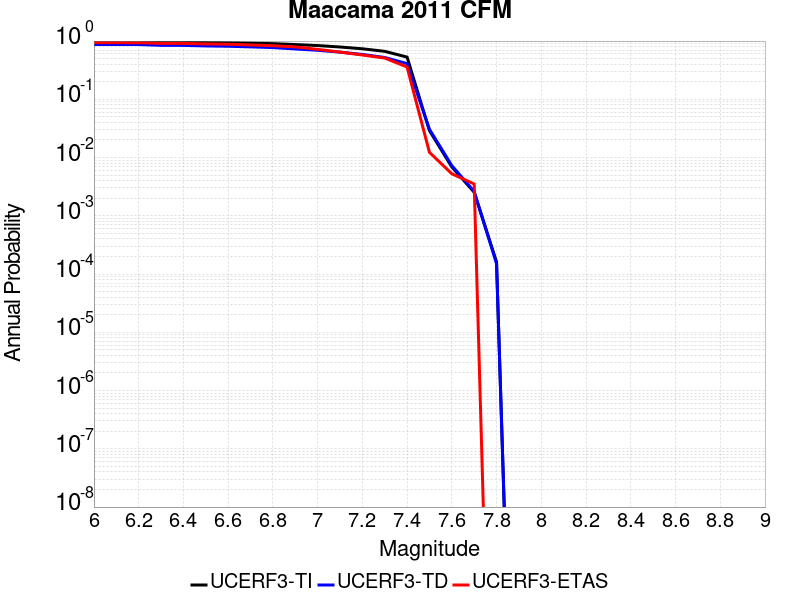 Maacama 2011 CFM
Annual Probability
10^0
10^-1
10^-2
10^-3
10^-4
10^-5
10^-6
10^-7
10^-8
6 6.2 6.4 6.6 6.8 7 7.2 7.4 7.6 7.8 8 8.2 8.4 8.6 8.8 9
Magnitude
UCERF3-TI UCERF3-TD UCERF3-ETAS